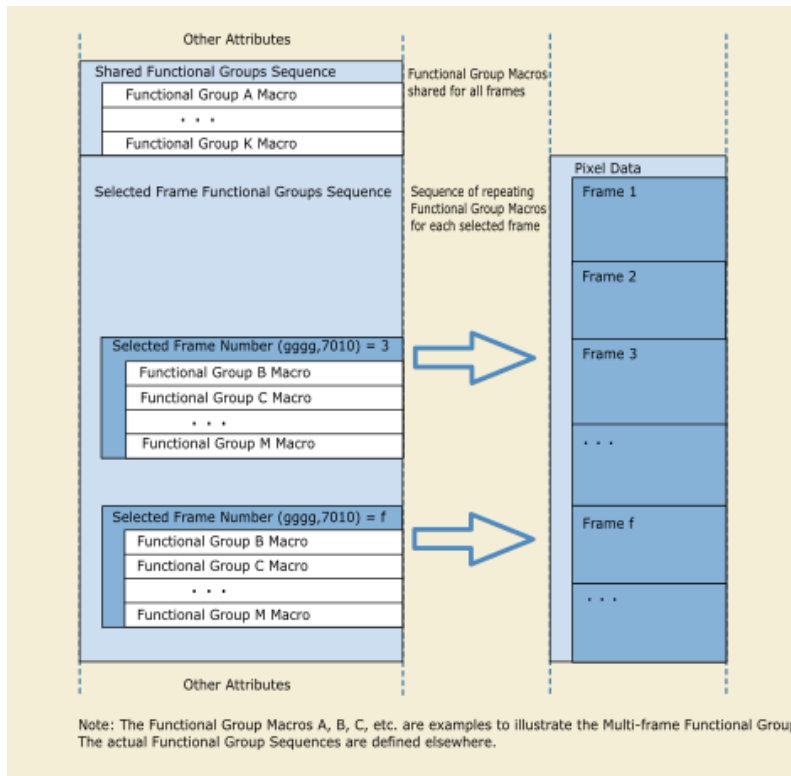 Other Attributes
Shared Functional Groups Sequence
Functional Group A Macro
. . .
Functional Group K Macro
Functional Group Macros
shared for all frames
Selected Frame Functional Groups Sequence
Sequence of repeating
Functional Group Macros
for each selected frame
Selected Frame Number (gggg,7010) = 3
Functional Group B Macro
Functional Group C Macro
. . .
Functional Group M Macro
Selected Frame Number (gggg,7010) = f
Functional Group B Macro
Functional Group C Macro
. . .
Functional Group M Macro
Pixel Data
Frame 1
Frame 2
Frame 3
. . .
Frame f
. . .
Other Attributes
Note: The Functional Group Macros A, B, C, etc. are examples to illustrate the Multi-frame Functional
The actual Functional Group Sequences are defined elsewhere.